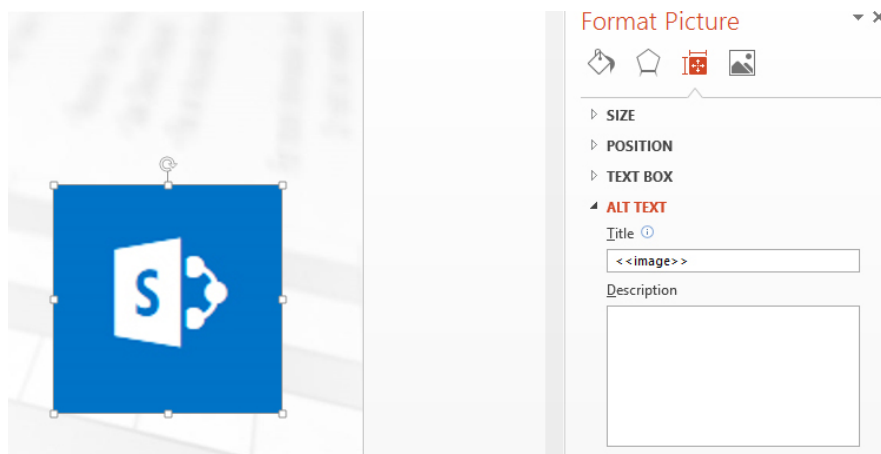 Format Picture
SIZE
POSITION
TEXT BOX
ALT TEXT
Title
<<image>>
Description
S